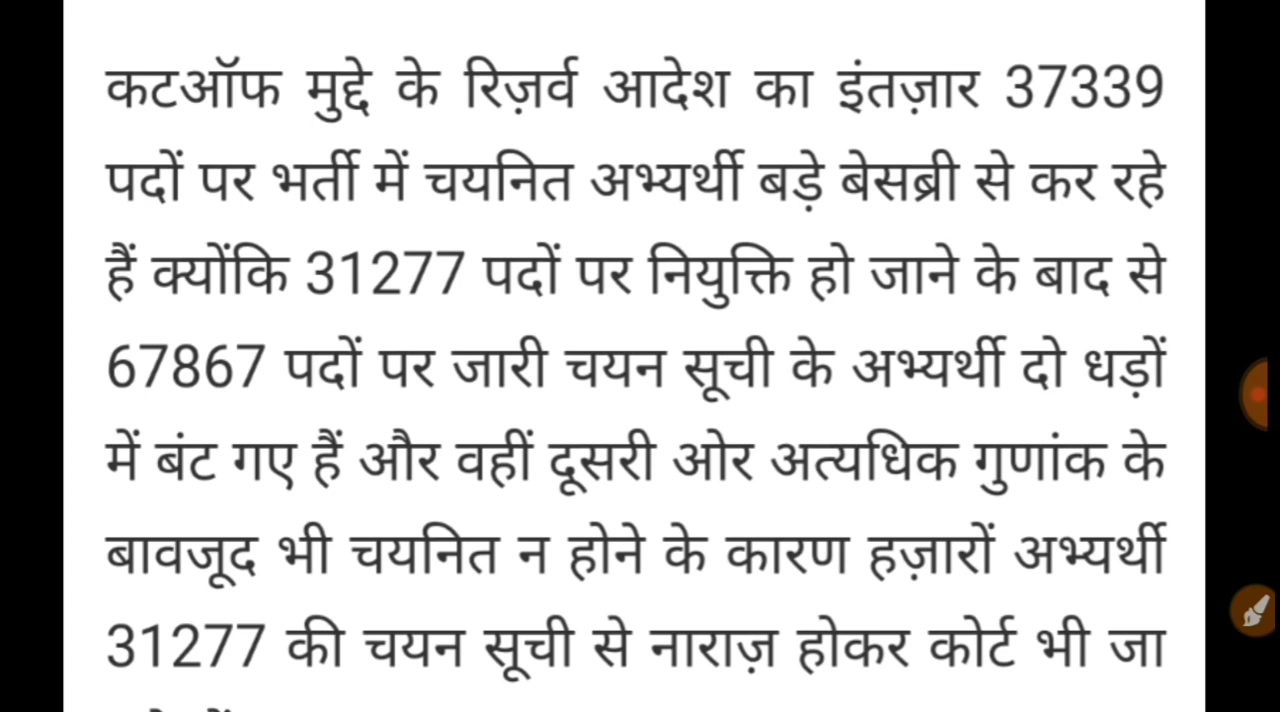 कटऑफ मुद्दे के रिज़र्व आदेश का इंतज़ार 37339
पदों पर भर्ती में चयनित अभ्यर्थी बड़े बेसब्री से कर रहे
हैं क्योंकि 31277 पदों पर नियुक्ति हो जाने के बाद से
67867 पदों पर जारी चयन सूची के अभ्यर्थी दो धड़ों
में बंट गए हैं और वहीं दूसरी ओर अत्यधिक गुणांक के
बावजूद भी चयनित न होने के कारण हज़ारों अभ्यर्थी
31277 की चयन सूची से नाराज़ होकर कोर्ट भी जा